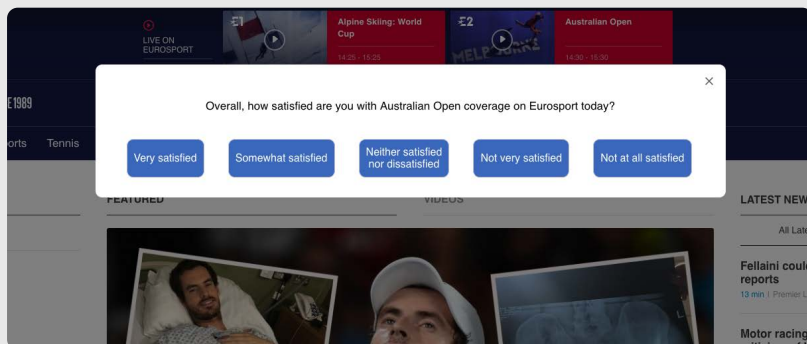 LIVE ON
EUROSPORT
E1
Alpine Skiing: World
Cup
14:25 - 15:25
E2
MELBOURNE
Australian Open
14:30 - 15:30
E 1989
orts
Tennis
Overall, how satisfied are you with Australian Open coverage on Eurosport today?
Very satisfied
Somewhat satisfied
Neither satisfied
nor dissatisfied
Not very satisfied
Not at all satisfied
FEATURED
VIDEOS
LATEST NEW
All Late
Fellaini coul
reports
13 min | Premier L
Motor racing